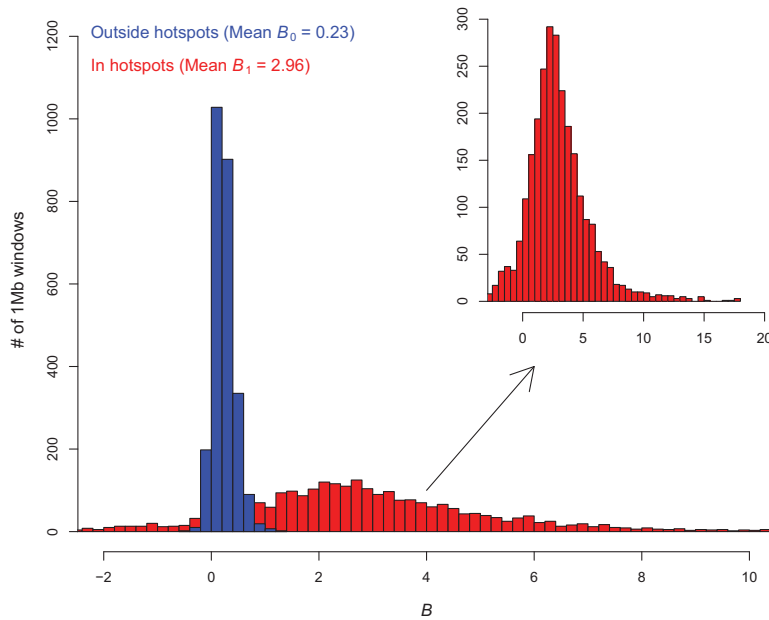 Outside hotspots (Mean B₀ = 0.23)
In hotspots (Mean B₁ = 2.96)
# of 1Mb windows
1200
1000
800
600
400
200
0
−2 0 2 4 6 8 10
B
300
250
200
150
100
50
0
0 5 10 15 20